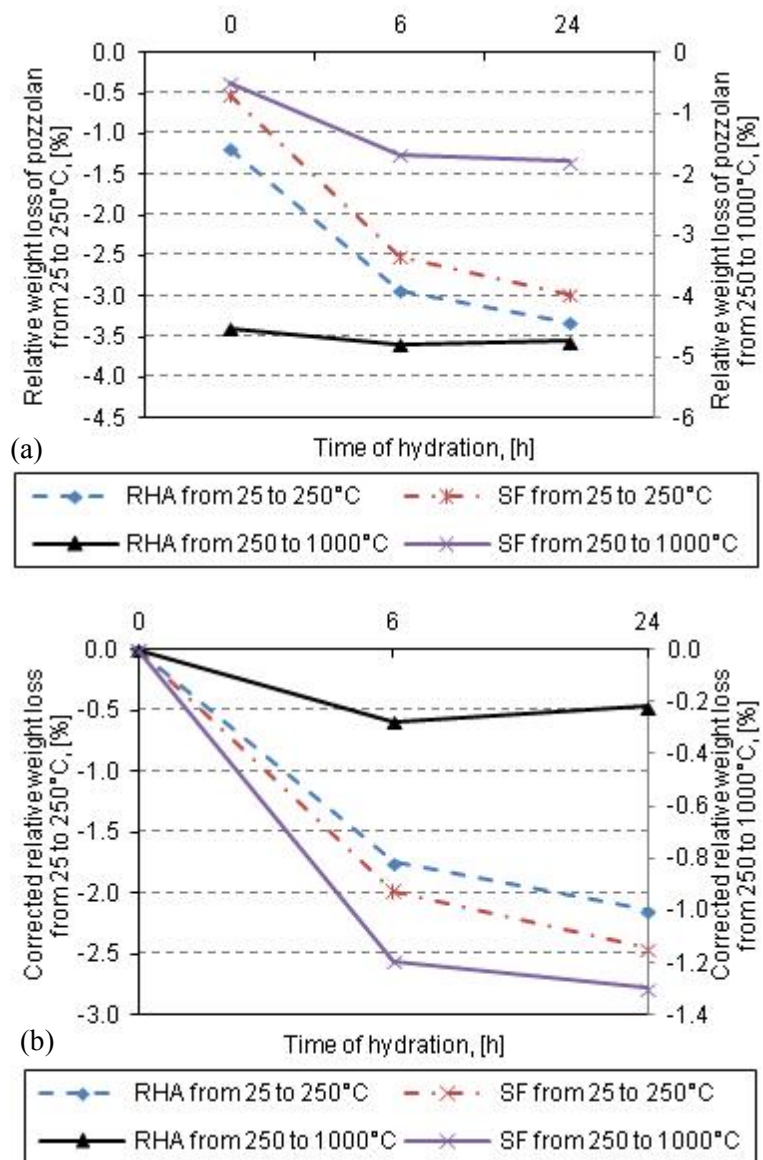 0 6 24
0.0
-0.5
-1.0
-1.5
-2.0
-2.5
-3.0
-3.5
-4.0
-4.5
0
-1
-2
-3
-4
-5
-6
Relative weight loss of pozzolan
from 25 to 250°C, [%]
Relative weight loss of pozzolan
from 250 to 1000°C, [%]
(a)
Time of hydration, [h]
RHA from 25 to 250°C SF from 25 to 250°C
RHA from 250 to 1000°C SF from 250 to 1000°C
0 6 24
0.0
-0.5
-1.0
-1.5
-2.0
-2.5
-3.0
0.0
-0.2
-0.4
-0.6
-0.8
-1.0
-1.2
-1.4
Corrected relative weight loss
from 25 to 250°C, [%]
Corrected relative weight loss
from 250 to 1000°C, [%]
(b)
Time of hydration, [h]
RHA from 25 to 250°C SF from 25 to 250°C
RHA from 250 to 1000°C SF from 250 to 1000°C